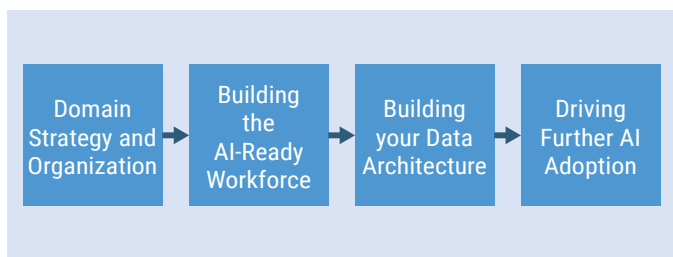 Domain
Strategy and
Organization
Building
the
AI-Ready
Workforce
Building
your Data
Architecture
Driving
Further AI
Adoption